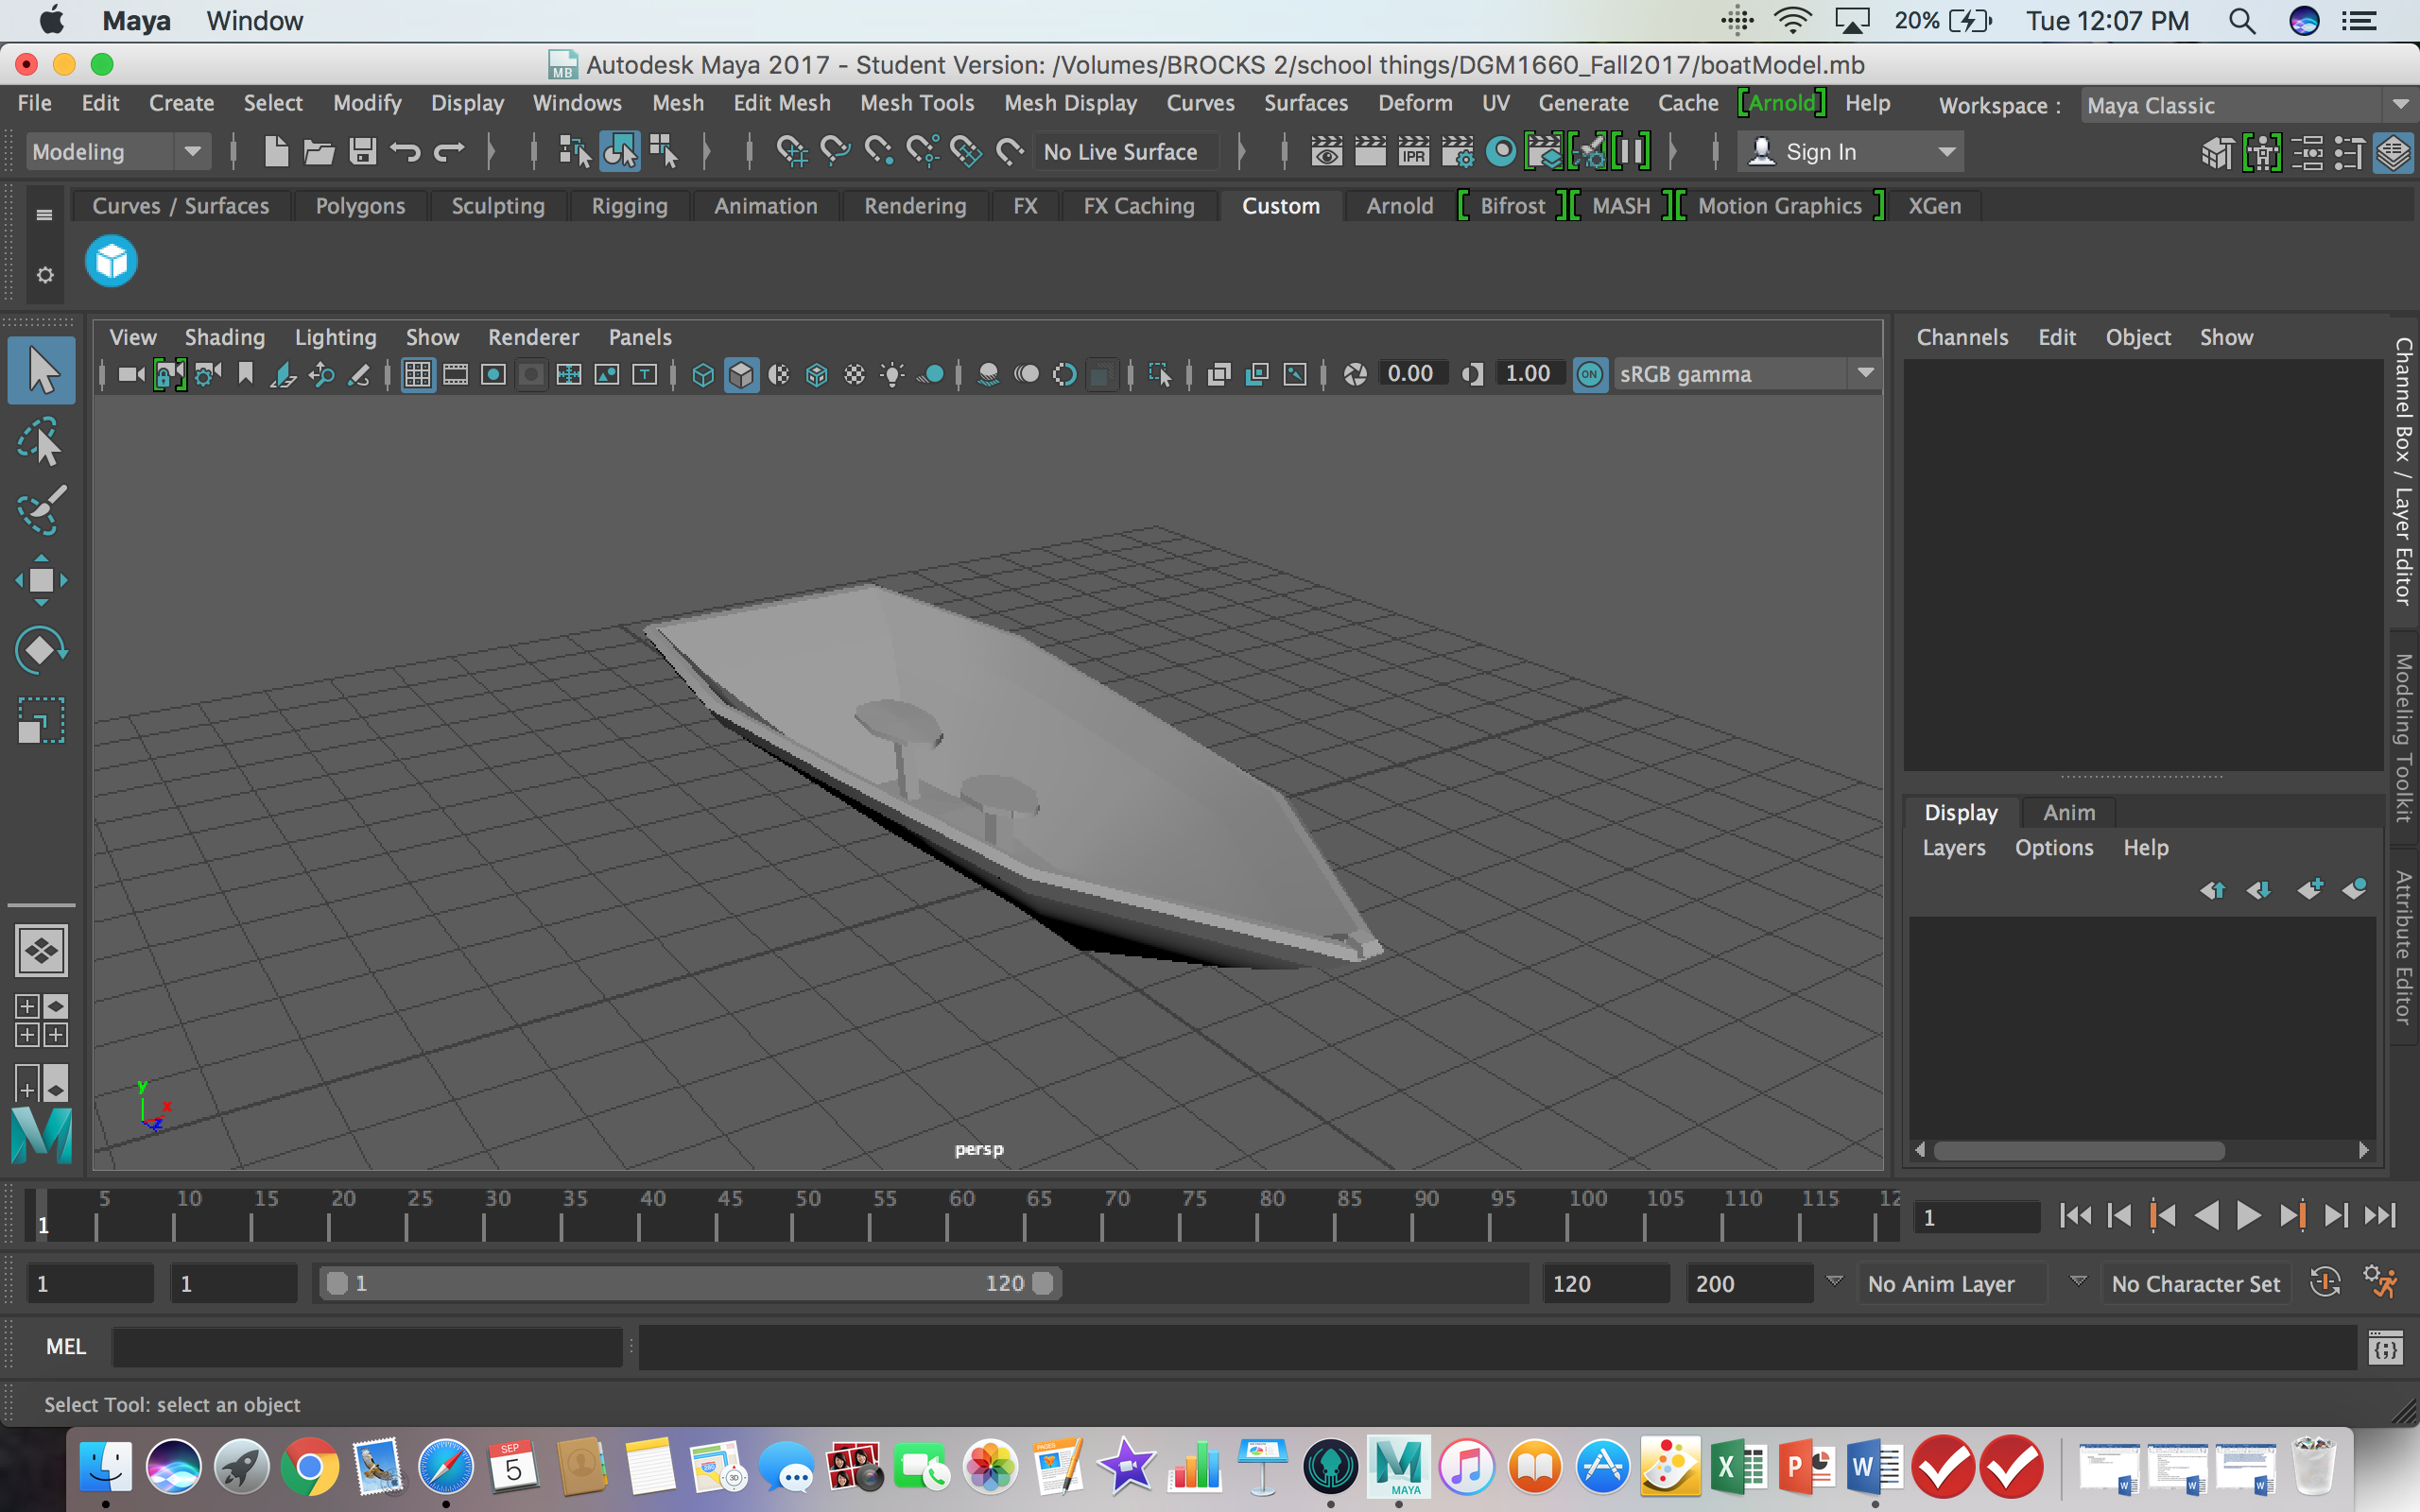 Maya Window 20% Tue 12:07 PM
MB Autodesk Maya 2017 - Student Version: /Volumes/BROCKS 2/school things/DGM1660_Fall2017/boatModel.mb
File Edit Create Select Modify Display Windows Mesh Edit Mesh Mesh Tools Mesh Display Curves Surfaces Deform UV Generate Cache [Arnold] Help Workspace : Maya Classic
Modeling No Live Surface IPR Sign In
Curves / Surfaces Polygons Sculpting Rigging Animation Rendering FX FX Caching Custom Arnold [ Bifrost ][ MASH ][ Motion Graphics ] XGen
View Shading Lighting Show Renderer Panels
Channels Edit Object Show
T 0.00 1.00 ON sRGB gamma
Channel Box / Layer Editor
Modeling Toolkit
Attribute Editor
Display Anim
Layers Options Help
y
x
z
persp
5 10 15 20 25 30 35 40 45 50 55 60 65 70 75 80 85 90 95 100 105 110 115 12
1
1
1 1 1 120 120 200 No Anim Layer No Character Set
MEL
{;}
Select Tool: select an object
SEP
5
280
3D
PAGES
MAYA
X
P
W
W W W